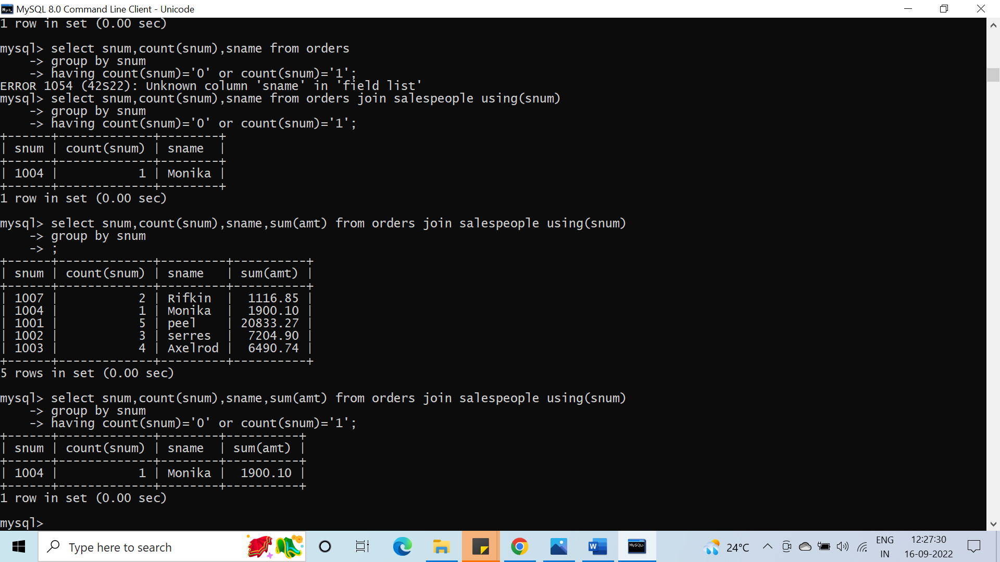 MySQL 8.0 Command Line Client - Unicode
1 row in set (0.00 sec)
mysql> select snum,count(snum),sname from orders
    -> group by snum
    -> having count(snum)='0' or count(snum)='1';
ERROR 1054 (42S22): Unknown column 'sname' in 'field list'
mysql> select snum,count(snum),sname from orders join salespeople using(snum)
    -> group by snum
    -> having count(snum)='0' or count(snum)='1';
+------+-------------+--------+
| snum | count(snum) | sname  |
+------+-------------+--------+
| 1004 |           1 | Monika |
+------+-------------+--------+
1 row in set (0.00 sec)
mysql> select snum,count(snum),sname,sum(amt) from orders join salespeople using(snum)
    -> group by snum
    -> ;
+------+-------------+---------+----------+
| snum | count(snum) | sname   | sum(amt) |
+------+-------------+---------+----------+
| 1007 |           2 | Rifkin  |  1116.85 |
| 1004 |           1 | Monika  |  1900.10 |
| 1001 |           5 | peel    | 20833.27 |
| 1002 |           3 | serres  |  7204.90 |
| 1003 |           4 | Axelrod |  6490.74 |
+------+-------------+---------+----------+
5 rows in set (0.00 sec)
mysql> select snum,count(snum),sname,sum(amt) from orders join salespeople using(snum)
    -> group by snum
    -> having count(snum)='0' or count(snum)='1';
+------+-------------+--------+----------+
| snum | count(snum) | sname  | sum(amt) |
+------+-------------+--------+----------+
| 1004 |           1 | Monika |  1900.10 |
+------+-------------+--------+----------+
1 row in set (0.00 sec)
mysql>
Type here to search
W
MySQL
24°C
ENG
IN
12:27:30
16-09-2022